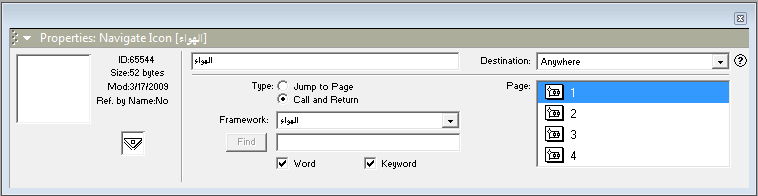 Properties: Navigate Icon [الهواء]
ID:65544
Size:52 bytes
Mod:3/17/2009
Ref. by Name:No
الهواء
Destination: Anywhere
Type: Jump to Page
Call and Return
Page: 1
2
3
4
Framework: الهواء
Find
Word Keyword